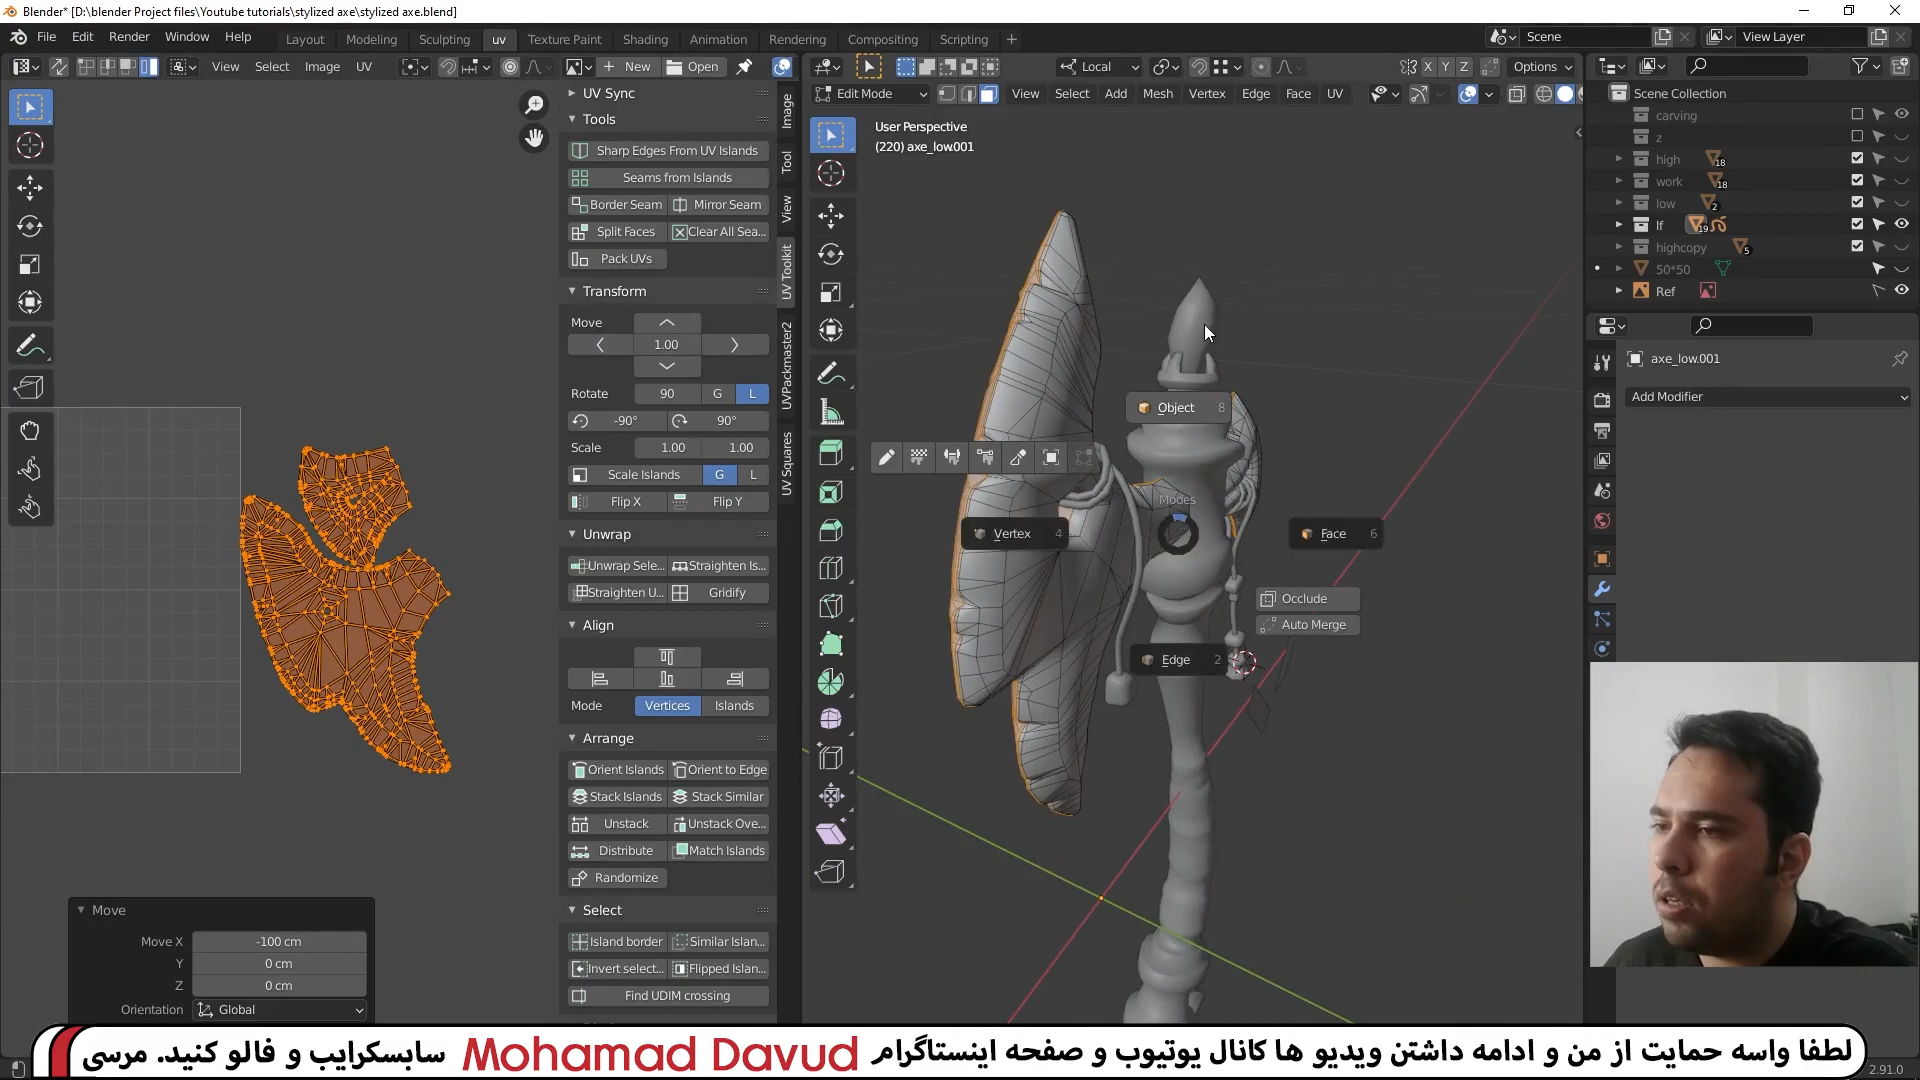 Blender* [D:\blender Project files\Youtube tutorials\stylized axe\stylized axe.blend]
File Edit Render Window Help
Layout Modeling Sculpting uv Texture Paint Shading Animation Rendering Compositing Scripting +
Scene
View Layer
View Select Image UV
New Open
Local
X Y Z
Options
Edit Mode
View Select Add Mesh Vertex Edge Face UV
User Perspective
(220) axe_low.001
UV Sync
Tools
Sharp Edges From UV Islands
Seams from Islands
Border Seam Mirror Seam
Split Faces Clear All Sea...
Pack UVs
Transform
Move
1.00
Rotate 90 G L
-90° 90°
Scale 1.00 1.00
Scale Islands G L
Flip X Flip Y
Unwrap
Unwrap Sele... Straighten Is...
Straighten U... Gridify
Align
Mode Vertices Islands
Arrange
Orient Islands Orient to Edge
Stack Islands Stack Similar
Unstack Unstack Ove...
Distribute Match Islands
Randomize
Select
Island border Similar Islan...
Invert select... Flipped Islan...
Find UDIM crossing
Image
Tool
View
UV Toolkit
UVPackmaster2
UV Squares
Object 8
Modes
Vertex 4
Face 6
Occlude
Auto Merge
Edge 2
Scene Collection
carving
z
high 18
work 18
low 2
lf 19
highcopy 5
50*50
Ref
axe_low.001
Add Modifier
Move
Move X -100 cm
Y 0 cm
Z 0 cm
Orientation Global
لطفا واسه حمایت از من و ادامه داشتن ویدیو ها کانال یوتیوب و صفحه اینستاگرام Mohamad Davud سابسکرایب و فالو کنید. مرسی
2.91.0